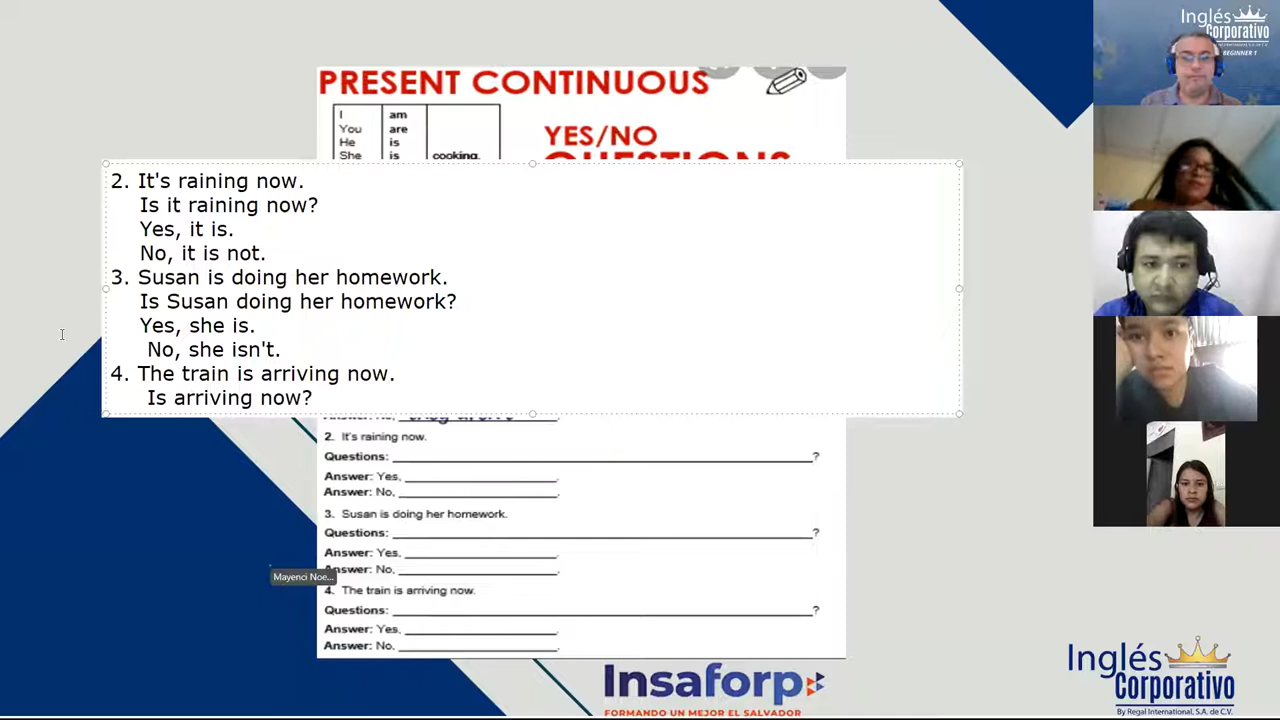 PRESENT CONTINUOUS
I am
You are
He is
She is cooking.
YES/NO
QUESTIONS
2. It's raining now.
Is it raining now?
Yes, it is.
No, it is not.
3. Susan is doing her homework.
Is Susan doing her homework?
Yes, she is.
No, she isn't.
4. The train is arriving now.
Is arriving now?
Answer: No,
2. It's raining now.
Questions: ?
Answer: Yes,
Answer: No,
3. Susan is doing her homework.
Questions: ?
Answer: Yes,
Answer: No,
4. The train is arriving now.
Questions: ?
Answer: Yes,
Answer: No,
Mayenci Noe...
Insaforp
FORMANDO UN MEJOR EL SALVADOR
Inglés
Corporativo
By Regal International, S.A. de C.V.
Inglés
Corporativo
BEGINNER 1